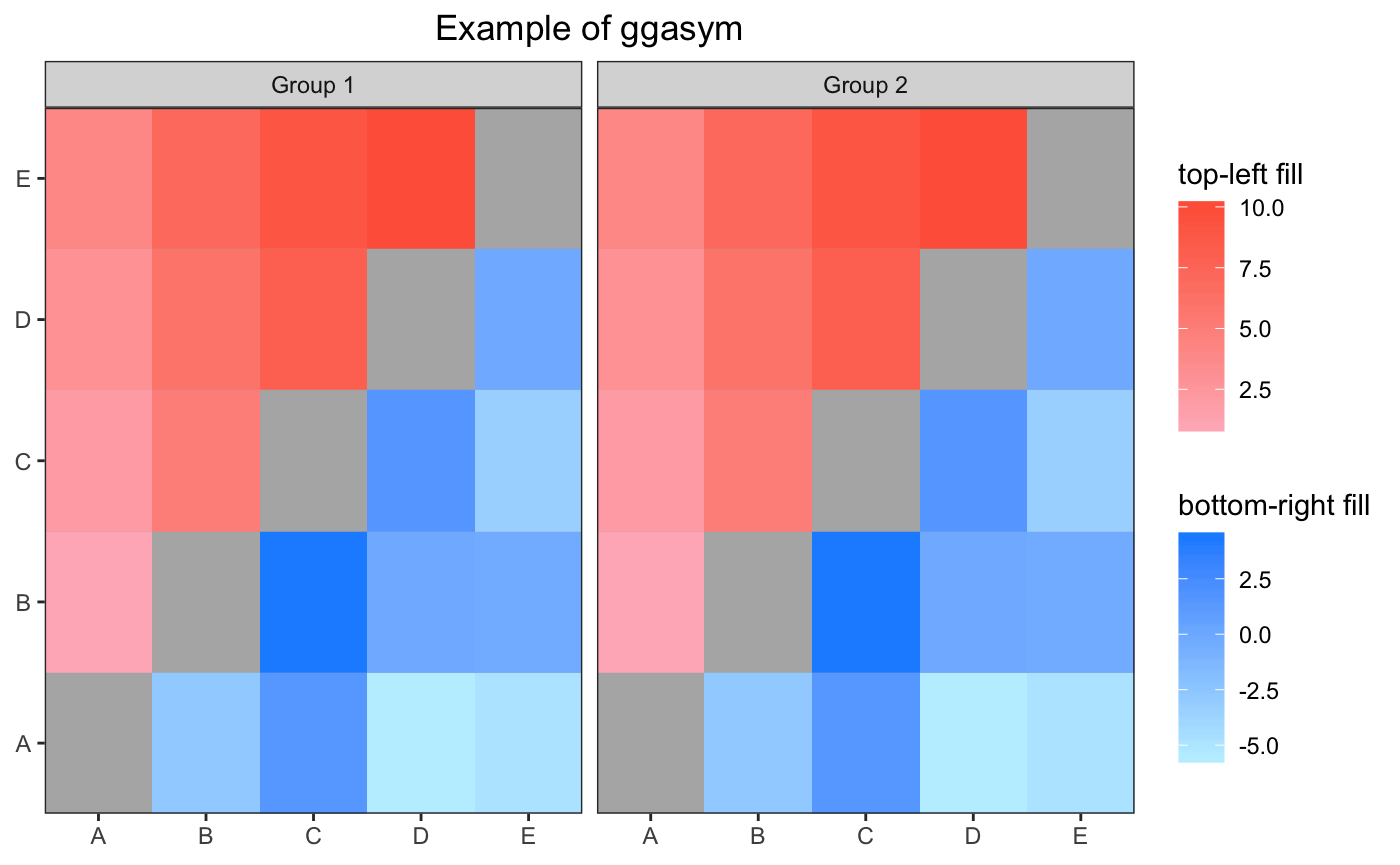 Example of ggasym
Group 1
Group 2
E
D
C
B
A
A B C D E
A B C D E
top-left fill
10.0
7.5
5.0
2.5
bottom-right fill
2.5
0.0
-2.5
-5.0